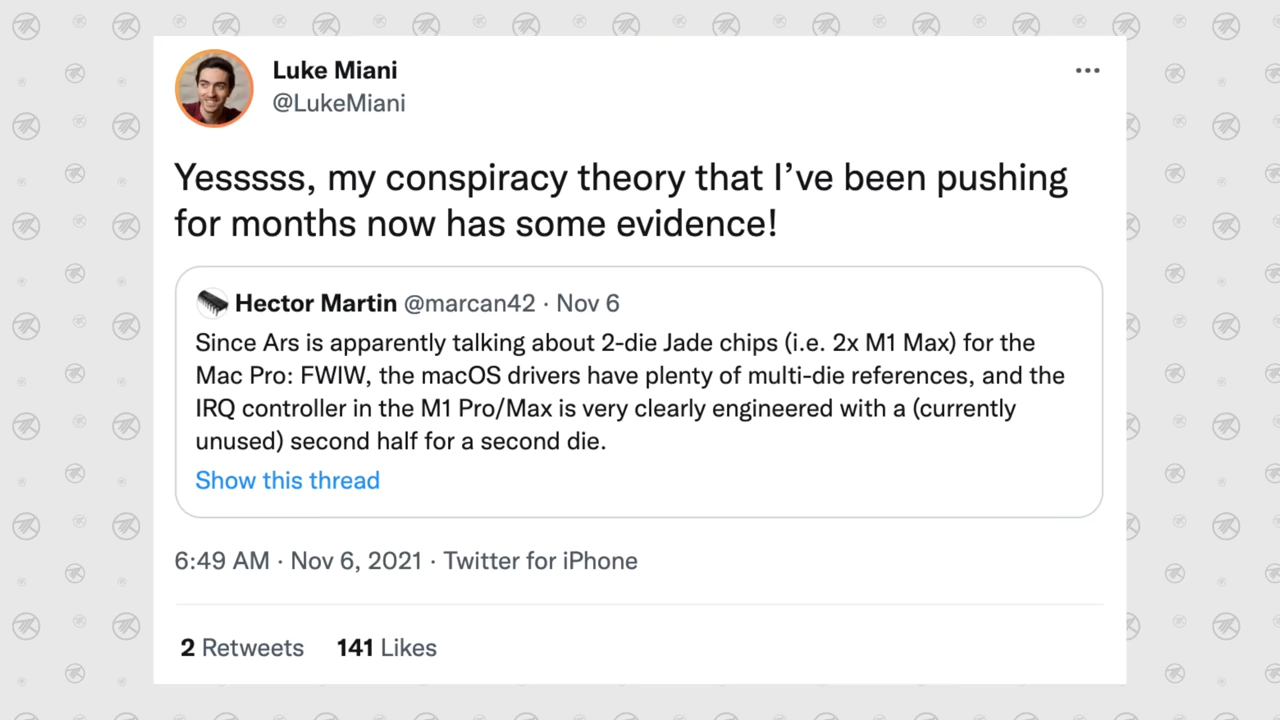 Luke Miani
@LukeMiani
Yesssss, my conspiracy theory that I’ve been pushing
for months now has some evidence!
Hector Martin @marcan42 · Nov 6
Since Ars is apparently talking about 2-die Jade chips (i.e. 2x M1 Max) for the
Mac Pro: FWIW, the macOS drivers have plenty of multi-die references, and the
IRQ controller in the M1 Pro/Max is very clearly engineered with a (currently
unused) second half for a second die.
Show this thread
6:49 AM · Nov 6, 2021 · Twitter for iPhone
2 Retweets 141 Likes